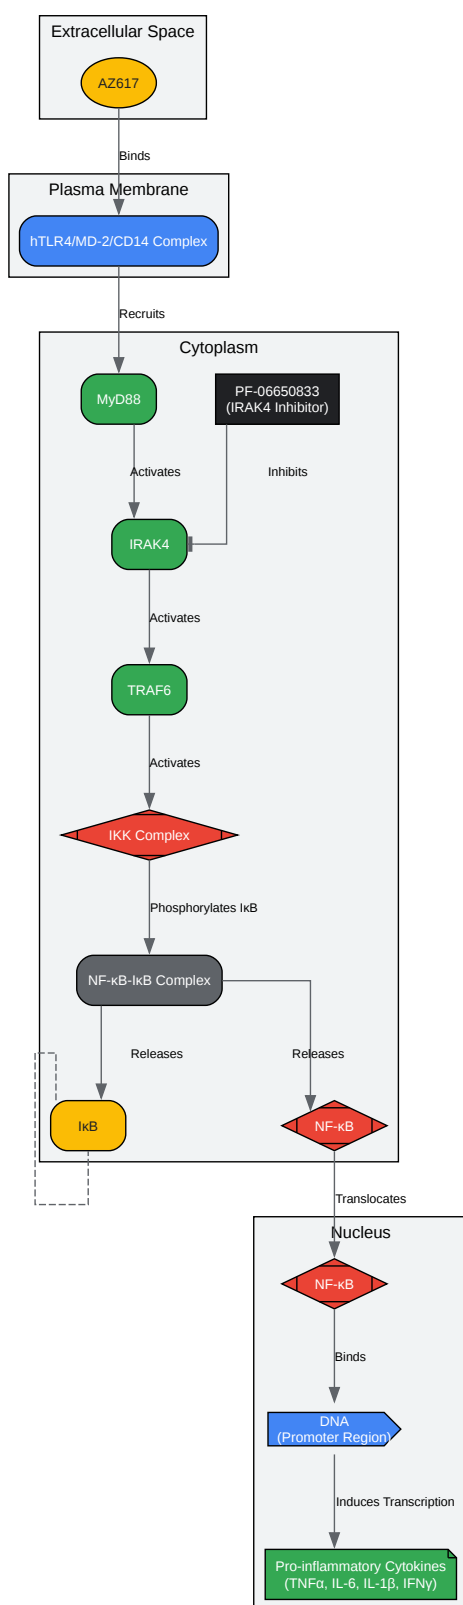 Extracellular Space
AZ617
Binds
Plasma Membrane
hTLR4/MD-2/CD14 Complex
Recruits
Cytoplasm
MyD88
PF-06650833
(IRAK4 Inhibitor)
Activates
Inhibits
IRAK4
Activates
TRAF6
Activates
IKK Complex
Phosphorylates IκB
NF-κB-IκB Complex
Releases
Releases
IκB
NF-κB
Translocates
Nucleus
NF-κB
Binds
DNA
(Promoter Region)
Induces Transcription
Pro-inflammatory Cytokines
(TNFα, IL-6, IL-1β, IFNγ)